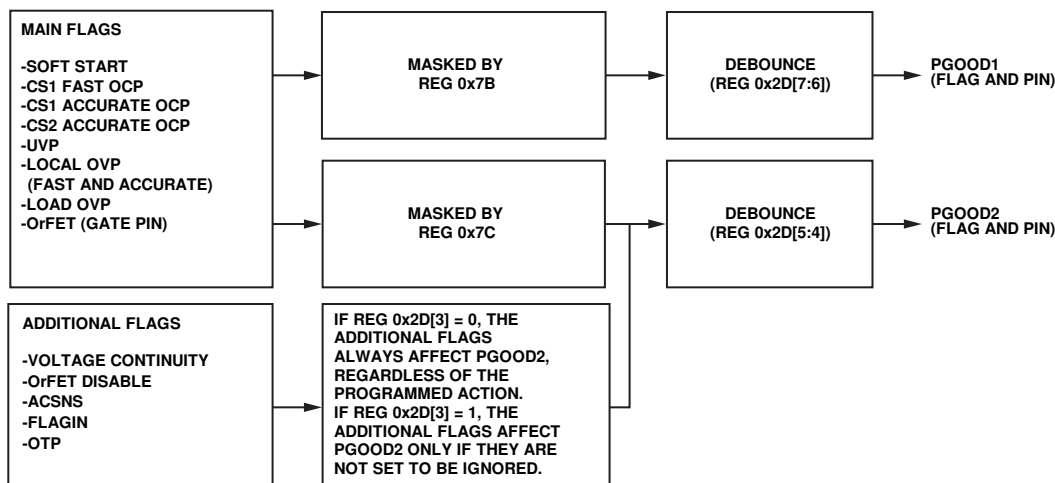 MAIN FLAGS
-SOFT START
-CS1 FAST OCP
-CS1 ACCURATE OCP
-CS2 ACCURATE OCP
-UVP
-LOCAL OVP
(FAST AND ACCURATE)
-LOAD OVP
-OrFET (GATE PIN)
MASKED BY
REG 0x7B
DEBOUNCE
(REG 0x2D[7:6])
PGOOD1
(FLAG AND PIN)
MASKED BY
REG 0x7C
DEBOUNCE
(REG 0x2D[5:4])
PGOOD2
(FLAG AND PIN)
ADDITIONAL FLAGS
-VOLTAGE CONTINUITY
-OrFET DISABLE
-ACSNS
-FLAGIN
-OTP
IF REG 0x2D[3] = 0, THE
ADDITIONAL FLAGS
ALWAYS AFFECT PGOOD2,
REGARDLESS OF THE
PROGRAMMED ACTION.
IF REG 0x2D[3] = 1, THE
ADDITIONAL FLAGS AFFECT
PGOOD2 ONLY IF THEY ARE
NOT SET TO BE IGNORED.